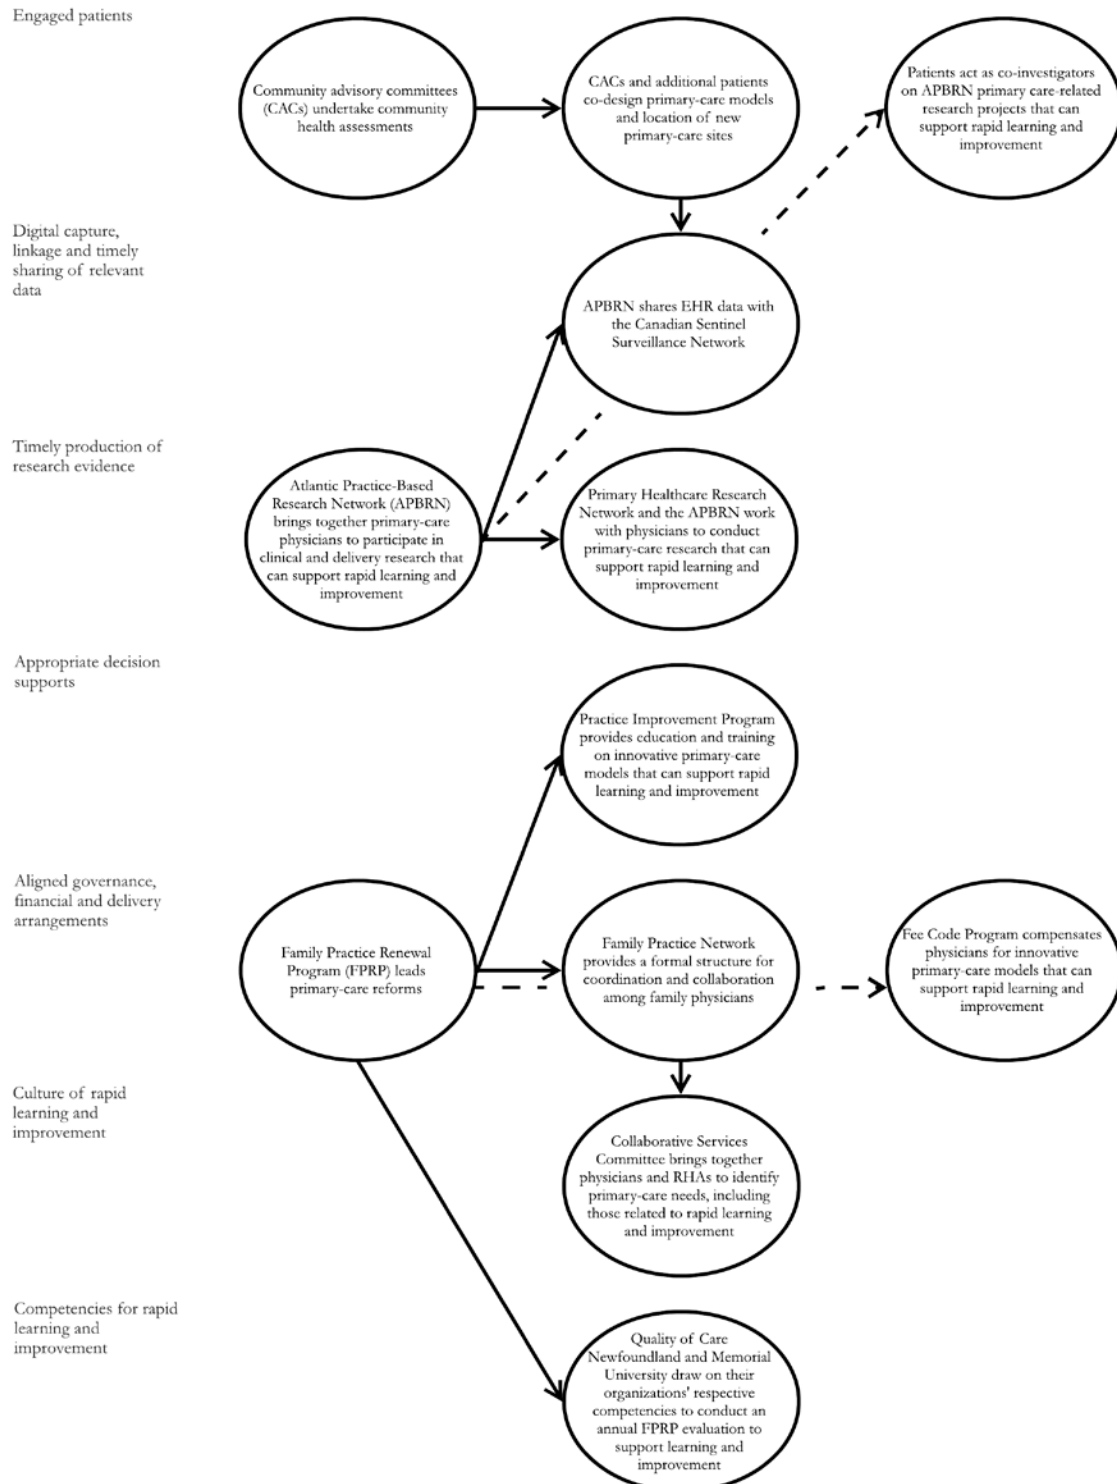 Engaged patients
Community advisory committees
(CACs) undertake community
health assessments
CACs and additional patients
co-design primary-care models
and location of new
primary-care sites
Patients act as co-investigators
on APBRN primary care-related
research projects that can
support rapid learning and
improvement
Digital capture,
linkage and timely
sharing of relevant
data
APBRN shares EHR data with
the Canadian Sentinel
Surveillance Network
Timely production of
research evidence
Atlantic Practice-Based
Research Network (APBRN)
brings together primary-care
physicians to participate in
clinical and delivery research that
can support rapid learning and
improvement
Primary Healthcare Research
Network and the APBRN work
with physicians to conduct
primary-care research that can
support rapid learning and
improvement
Appropriate decision
supports
Practice Improvement Program
provides education and training
on innovative primary-care
models that can support rapid
learning and improvement
Aligned governance,
financial and delivery
arrangements
Family Practice Renewal
Program (FPRP) leads
primary-care reforms
Family Practice Network
provides a formal structure for
coordination and collaboration
among family physicians
Fee Code Program compensates
physicians for innovative
primary-care models that can
support rapid learning and
improvement
Culture of rapid
learning and
improvement
Collaborative Services
Committee brings together
physicians and RHAs to identify
primary-care needs, including
those related to rapid learning
and improvement
Competencies for rapid
learning and
improvement
Quality of Care
Newfoundland and Memorial
University draw on their
organizations' respective
competencies to conduct an
annual FPRP evaluation to
support learning and
improvement